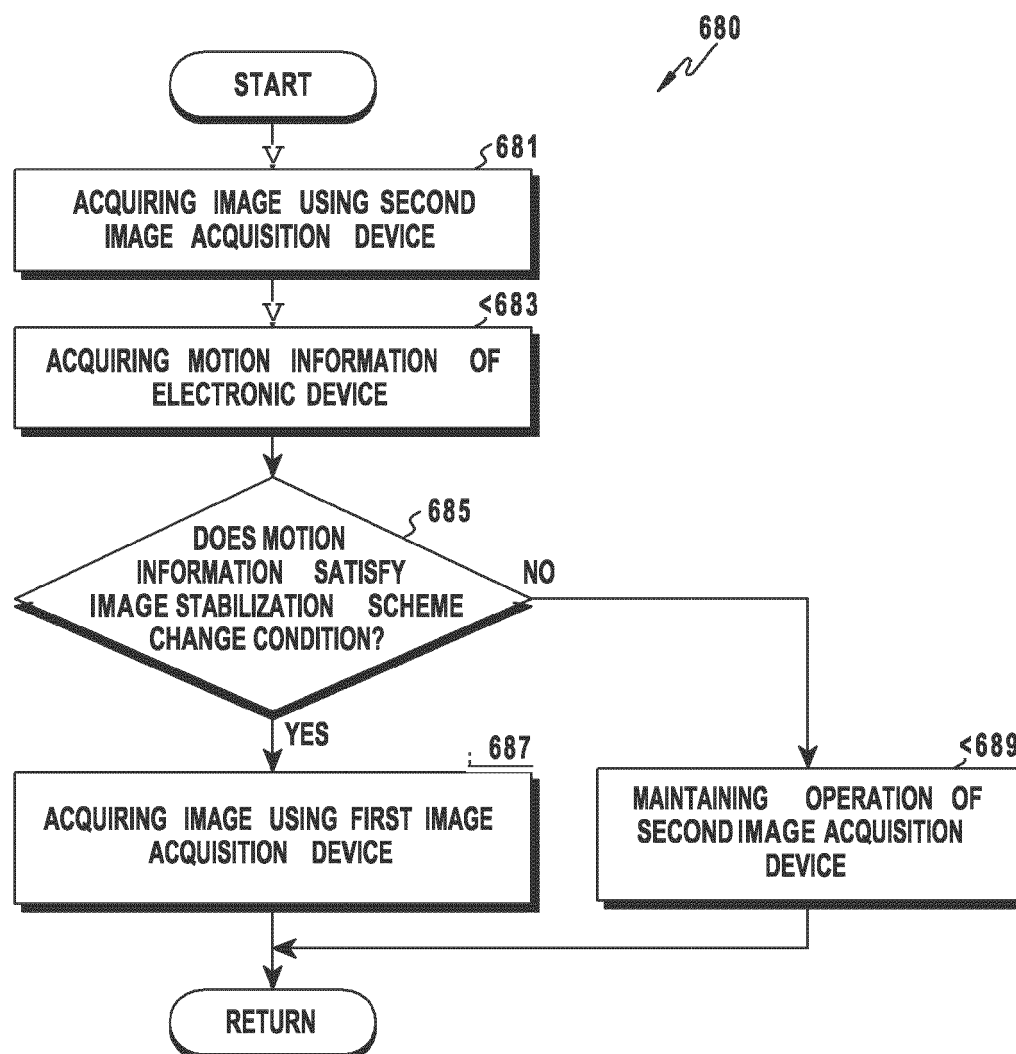 680
START
681
ACQUIRING IMAGE USING SECOND
IMAGE ACQUISITION DEVICE
<683
ACQUIRING MOTION INFORMATION OF
ELECTRONIC DEVICE
685
DOES MOTION
INFORMATION SATISFY
IMAGE STABILIZATION SCHEME
CHANGE CONDITION?
NO
YES
687
ACQUIRING IMAGE USING FIRST IMAGE
ACQUISITION DEVICE
<689
MAINTAINING OPERATION OF
SECOND IMAGE ACQUISITION
DEVICE
RETURN